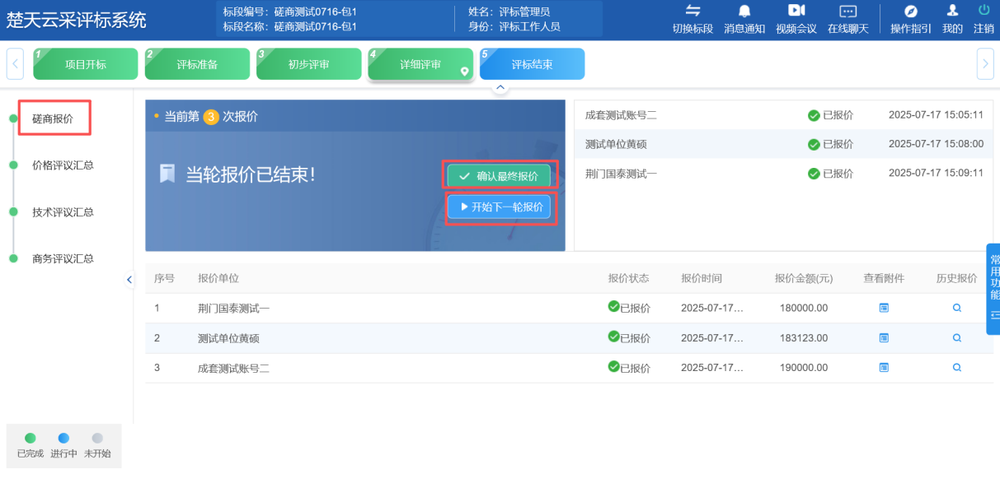 楚天云采评标系统
标段编号：磋商测试0716-包1
标段名称：磋商测试0716-包1
姓名：评标管理员
身份：评标工作人员
切换标段
消息通知
视频会议
在线聊天
操作指引
我的
注销
1 项目开标
2 评标准备
3 初步评审
4 详细评审
5 评标结束
磋商报价
价格评议汇总
技术评议汇总
商务评议汇总
当前第 3 次报价
当轮报价已结束！
确认最终报价
开始下一轮报价
成套测试账号二 已报价 2025-07-17 15:05:11
测试单位黄硕 已报价 2025-07-17 15:08:00
荆门国泰测试一 已报价 2025-07-17 15:09:11
序号 报价单位 报价状态 报价时间 报价金额(元) 查看附件 历史报价
1 荆门国泰测试一 已报价 2025-07-17... 180000.00
2 测试单位黄硕 已报价 2025-07-17... 183123.00
3 成套测试账号二 已报价 2025-07-17... 190000.00
常用功能
已完成 进行中 未开始